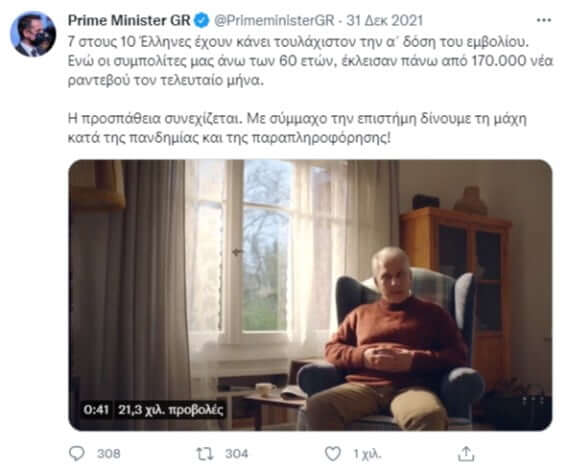 Prime Minister GR @PrimeministerGR · 31 Δεκ 2021
7 στους 10 Έλληνες έχουν κάνει τουλάχιστον την α΄ δόση του εμβολίου.
Ενώ οι συμπολίτες μας άνω των 60 ετών, έκλεισαν πάνω από 170.000 νέα
ραντεβού τον τελευταίο μήνα.
Η προσπάθεια συνεχίζεται. Με σύμμαχο την επιστήμη δίνουμε τη μάχη
κατά της πανδημίας και της παραπληροφόρησης!
0:41 21,3 χιλ. προβολές
308 304 1 χιλ.